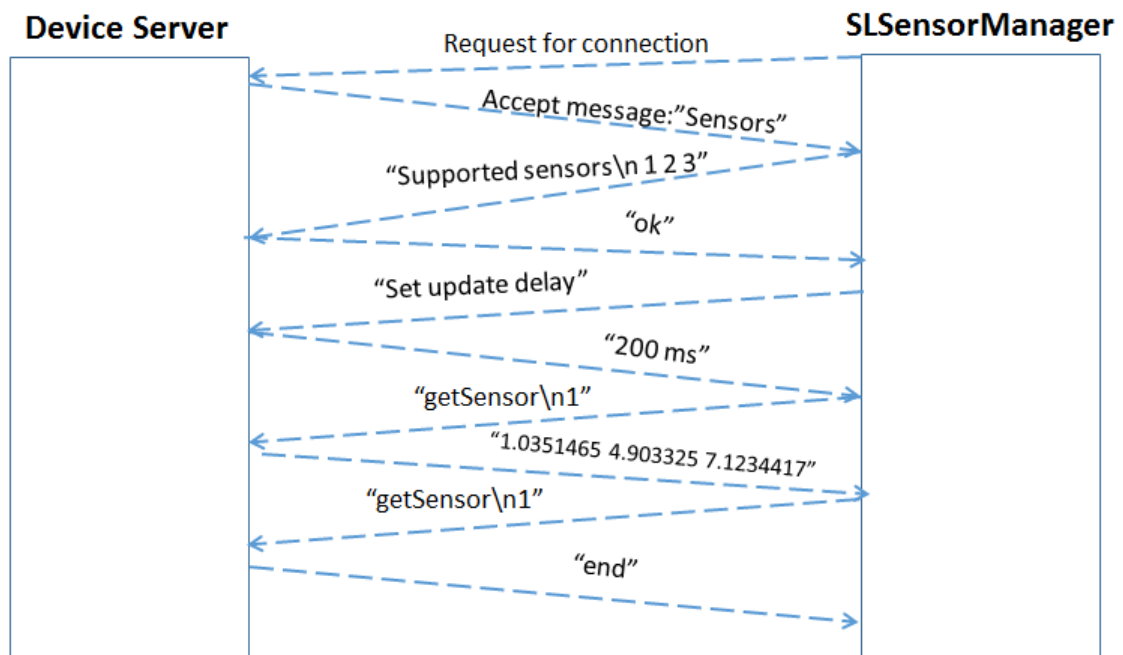 Device Server
SLSensorManager
Request for connection
Accept message:”Sensors”
“Supported sensors\n 1 2 3”
“ok”
“Set update delay”
“200 ms”
“getSensor\n1”
“1.0351465 4.903325 7.1234417”
“getSensor\n1”
“end”